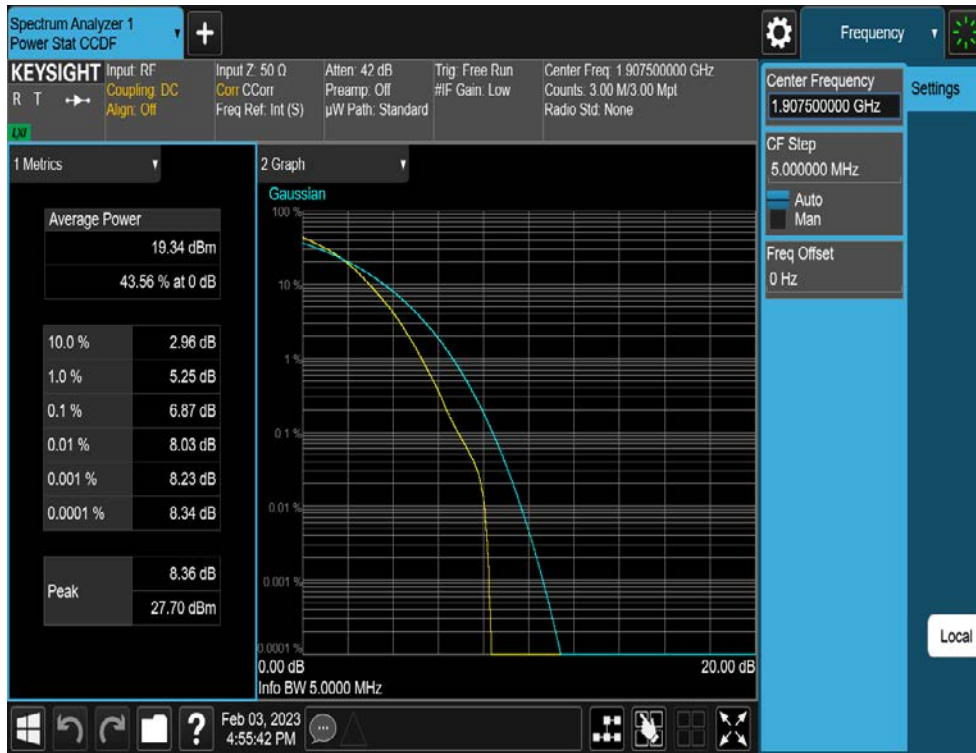 Spectrum Analyzer 1
Power Stat CCDF
+
Frequency
KEYSIGHT
R T
LXI
Input: RF
Coupling: DC
Align: Off
Input Z: 50 Ω
Corr CCorr
Freq Ref: Int (S)
Atten: 42 dB
Preamp: Off
µW Path: Standard
Trig: Free Run
#IF Gain: Low
Center Freq: 1.907500000 GHz
Counts: 3.00 M/3.00 Mpt
Radio Std: None
Center Frequency
1.907500000 GHz
Settings
CF Step
5.000000 MHz
Auto
Man
Freq Offset
0 Hz
1 Metrics
Average Power
19.34 dBm
43.56 % at 0 dB
10.0 % 2.96 dB
1.0 % 5.25 dB
0.1 % 6.87 dB
0.01 % 8.03 dB
0.001 % 8.23 dB
0.0001 % 8.34 dB
Peak
8.36 dB
27.70 dBm
2 Graph
Gaussian
100 %
10 %
1 %
0.1 %
0.01 %
0.001 %
0.0001 %
0.00 dB 20.00 dB
Info BW 5.0000 MHz
Local
?
Feb 03, 2023
4:55:42 PM